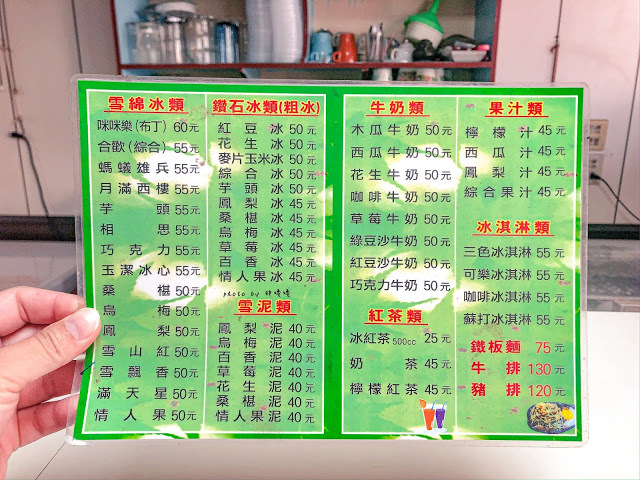 雪綿冰類
咪咪樂(布丁) 60元
合歡(綜合) 55元
螞蟻雄兵 55元
月滿西樓 55元
芋頭 55元
相思 55元
巧克力 55元
玉潔冰心 55元
桑椹 50元
烏梅 50元
鳳梨 50元
雪山紅 50元
雪飄香 50元
滿天星 50元
情人果 50元
鑽石冰類(粗冰)
紅豆冰 50元
花生冰 50元
麥片玉米冰 50元
綜合冰 50元
芋頭冰 50元
鳳梨冰 45元
桑椹冰 45元
烏梅冰 45元
草莓冰 45元
百香冰 45元
情人果冰 45元
photo by 胖嘟嘟
雪泥類
鳳梨泥 40元
烏梅泥 40元
百香泥 40元
草莓泥 40元
花生泥 40元
桑椹泥 40元
情人果泥 40元
牛奶類
木瓜牛奶 50元
西瓜牛奶 50元
花生牛奶 50元
咖啡牛奶 50元
草莓牛奶 50元
綠豆沙牛奶 50元
紅豆沙牛奶 50元
巧克力牛奶 50元
紅茶類
冰紅茶500cc 25元
奶茶 45元
檸檬紅茶 45元
果汁類
檸檬汁 45元
西瓜汁 45元
鳳梨汁 45元
綜合果汁 45元
冰淇淋類
三色冰淇淋 55元
可樂冰淇淋 55元
咖啡冰淇淋 55元
蘇打冰淇淋 55元
鐵板麵 75元
牛排 130元
豬排 120元